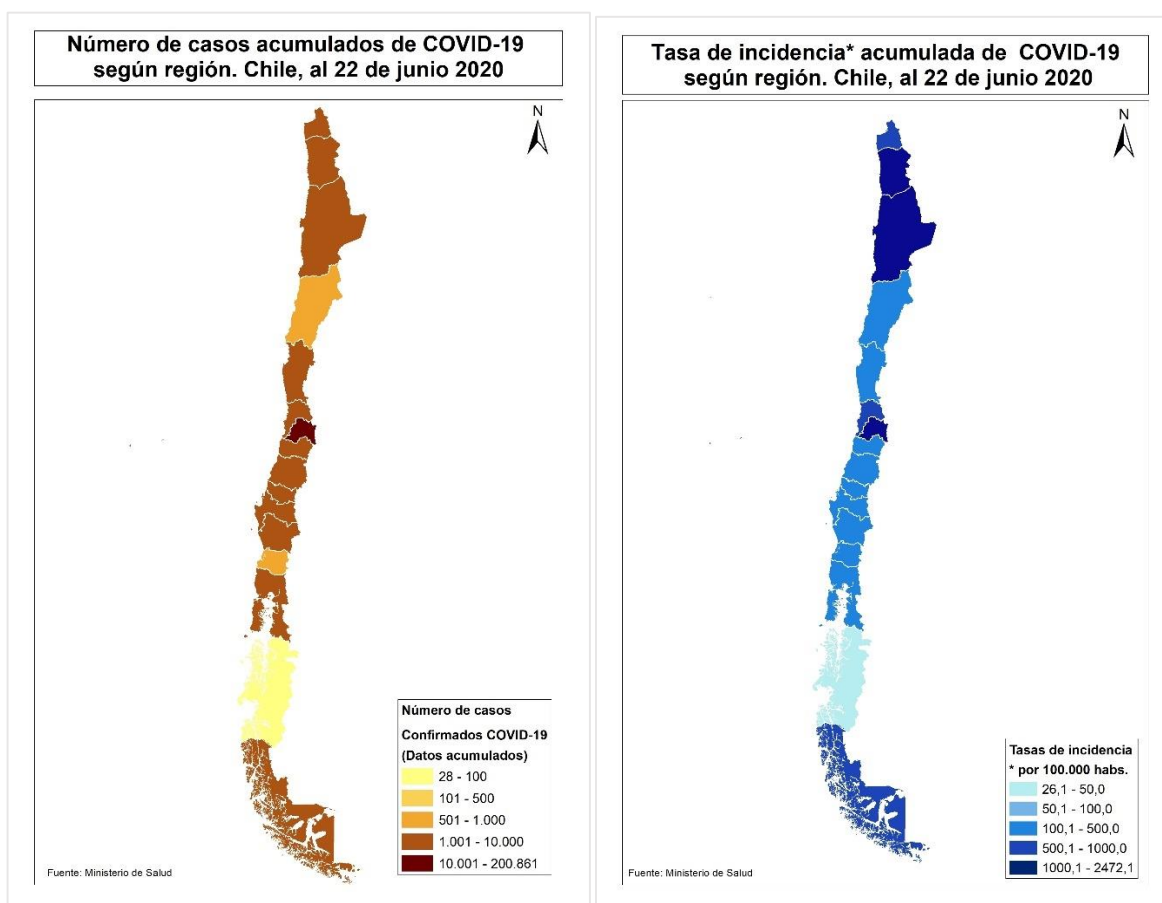 Número de casos acumulados de COVID-19
según región. Chile, al 22 de junio 2020
N
Número de casos
Confirmados COVID-19
(Datos acumulados)
28 - 100
101 - 500
501 - 1.000
1.001 - 10.000
10.001 - 200.861
Fuente: Ministerio de Salud
Tasa de incidencia* acumulada de COVID-19
según región. Chile, al 22 de junio 2020
N
Tasas de incidencia
* por 100.000 habs.
26,1 - 50,0
50,1 - 100,0
100,1 - 500,0
500,1 - 1000,0
1000,1 - 2472,1
Fuente: Ministerio de Salud